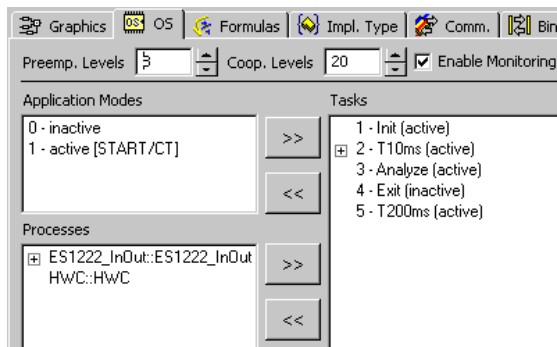 Graphics OS Formulas Impl. Type Comm. Bin
Preemp. Levels 3 Coop. Levels 20 Enable Monitoring
Application Modes
0 - inactive
1 - active [START/CT]
>>
<<
Tasks
1 - Init (active)
2 - T10ms (active)
3 - Analyze (active)
4 - Exit (inactive)
5 - T200ms (active)
Processes
ES1222_InOut::ES1222_InOut
HWC::HWC
>>
<<